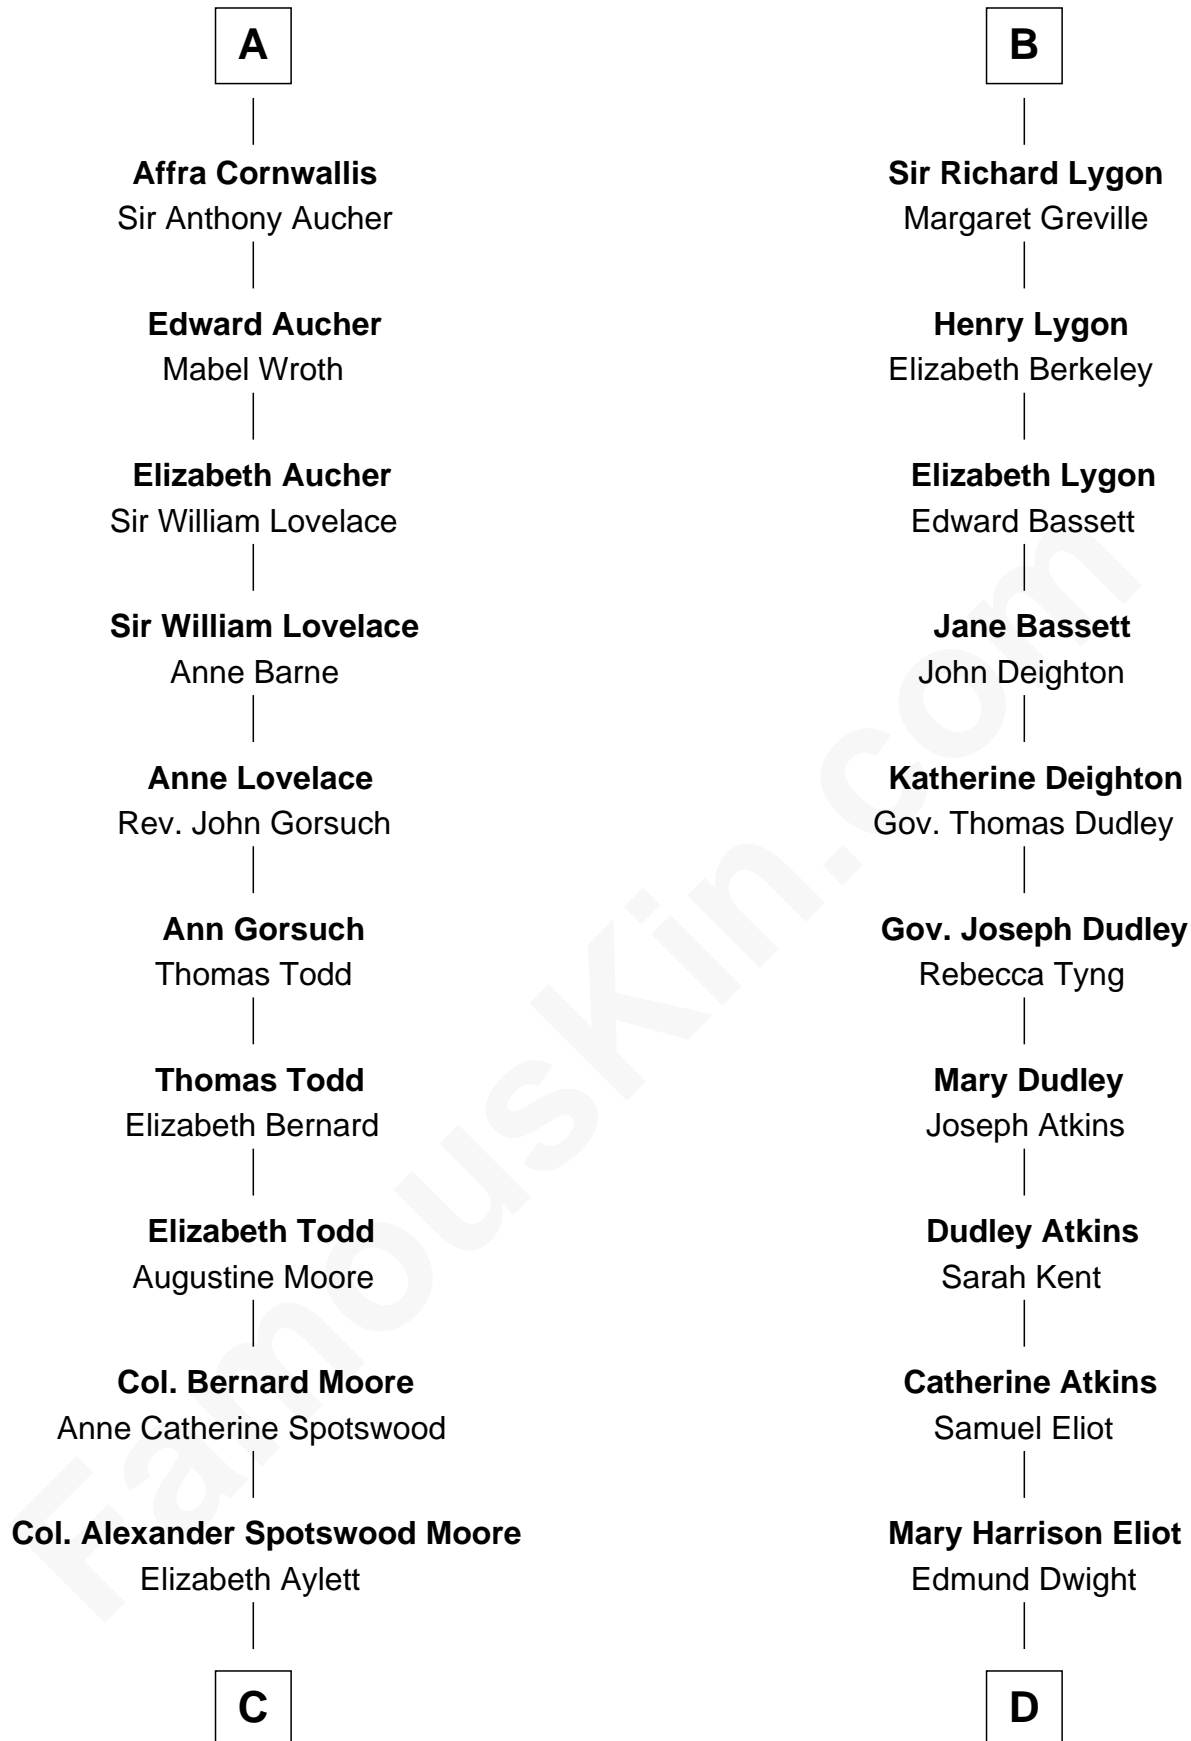 A
Affra Cornwallis
Sir Anthony Aucher
Edward Aucher
Mabel Wroth
Elizabeth Aucher
Sir William Lovelace
Sir William Lovelace
Anne Barne
Anne Lovelace
Rev. John Gorsuch
Ann Gorsuch
Thomas Todd
Thomas Todd
Elizabeth Bernard
Elizabeth Todd
Augustine Moore
Col. Bernard Moore
Anne Catherine Spotswood
Col. Alexander Spotswood Moore
Elizabeth Aylett
C
B
Sir Richard Lygon
Margaret Greville
Henry Lygon
Elizabeth Berkeley
Elizabeth Lygon
Edward Bassett
Jane Bassett
John Deighton
Katherine Deighton
Gov. Thomas Dudley
Gov. Joseph Dudley
Rebecca Tyng
Mary Dudley
Joseph Atkins
Dudley Atkins
Sarah Kent
Catherine Atkins
Samuel Eliot
Mary Harrison Eliot
Edmund Dwight
D
FamousKin.com